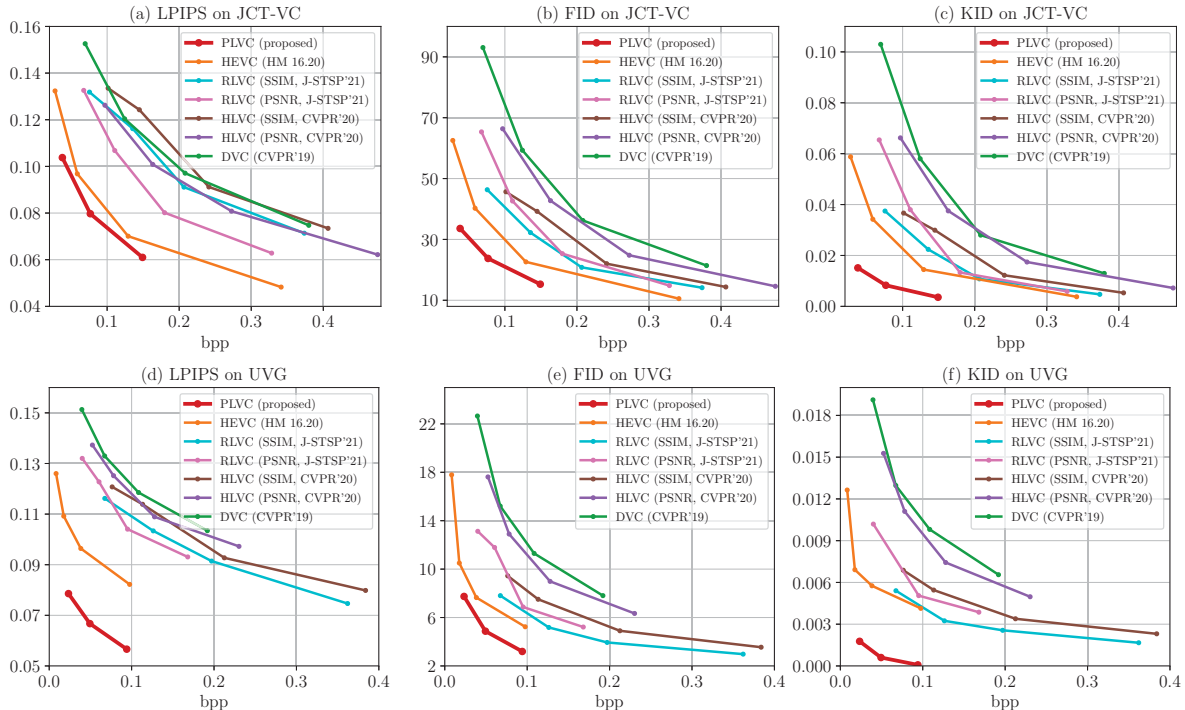 (a) LPIPS on JCT-VC
0.16
0.14
0.12
0.10
0.08
0.06
0.04
0.1
0.2
0.3
0.4
bpp
PLVC (proposed)
HEVC (HM 16.20)
RLVC (SSIM, J-STSP'21)
RLVC (PSNR, J-STSP'21)
HLVC (SSIM, CVPR'20)
HLVC (PSNR, CVPR'20)
DVC (CVPR'19)
(b) FID on JCT-VC
90
70
50
30
10
0.1
0.2
0.3
0.4
bpp
PLVC (proposed)
HEVC (HM 16.20)
RLVC (SSIM, J-STSP'21)
RLVC (PSNR, J-STSP'21)
HLVC (SSIM, CVPR'20)
HLVC (PSNR, CVPR'20)
DVC (CVPR'19)
(c) KID on JCT-VC
0.10
0.08
0.06
0.04
0.02
0.00
0.1
0.2
0.3
0.4
bpp
PLVC (proposed)
HEVC (HM 16.20)
RLVC (SSIM, J-STSP'21)
RLVC (PSNR, J-STSP'21)
HLVC (SSIM, CVPR'20)
HLVC (PSNR, CVPR'20)
DVC (CVPR'19)
(d) LPIPS on UVG
0.15
0.13
0.11
0.09
0.07
0.05
0.0
0.1
0.2
0.3
0.4
bpp
PLVC (proposed)
HEVC (HM 16.20)
RLVC (SSIM, J-STSP'21)
RLVC (PSNR, J-STSP'21)
HLVC (SSIM, CVPR'20)
HLVC (PSNR, CVPR'20)
DVC (CVPR'19)
(e) FID on UVG
22
18
14
10
6
2
0.0
0.1
0.2
0.3
0.4
bpp
PLVC (proposed)
HEVC (HM 16.20)
RLVC (SSIM, J-STSP'21)
RLVC (PSNR, J-STSP'21)
HLVC (SSIM, CVPR'20)
HLVC (PSNR, CVPR'20)
DVC (CVPR'19)
(f) KID on UVG
0.018
0.015
0.012
0.009
0.006
0.003
0.000
0.0
0.1
0.2
0.3
0.4
bpp
PLVC (proposed)
HEVC (HM 16.20)
RLVC (SSIM, J-STSP'21)
RLVC (PSNR, J-STSP'21)
HLVC (SSIM, CVPR'20)
HLVC (PSNR, CVPR'20)
DVC (CVPR'19)